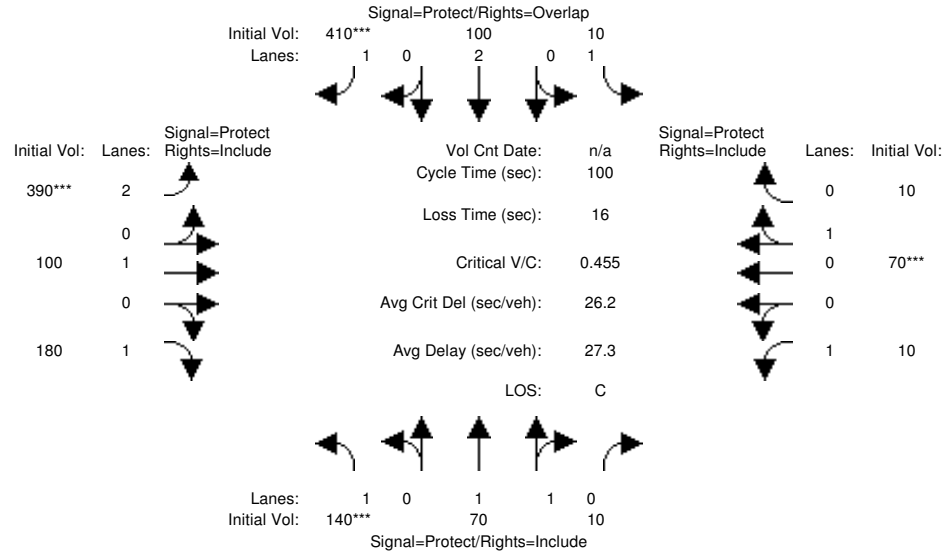 Signal=Protect/Rights=Overlap
Initial Vol: 410*** 100 10
Lanes: 1 0 2 0 1
Signal=Protect
Initial Vol: Lanes: Rights=Include
Vol Cnt Date: n/a
Signal=Protect
Rights=Include Lanes: Initial Vol:
Cycle Time (sec): 100
390*** 2
0 10
Loss Time (sec): 16
0
1
100 1
Critical V/C: 0.455
0 70***
0
Avg Crit Del (sec/veh): 26.2
0
180 1
Avg Delay (sec/veh): 27.3
1 10
LOS: C
Lanes: 1 0 1 1 0
Initial Vol: 140*** 70 10
Signal=Protect/Rights=Include